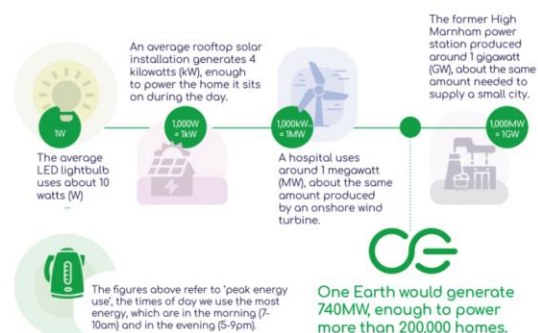 The former High
Marnham power
station produced
around 1 gigawatt
(GW), about the same
amount needed to
supply a small city.
An average rooftop solar
installation generates 4
kilowatts (kW), enough
to power the home it sits
on during the day.
1W
1,000W
= 1kW
1,000kW
= 1MW
1,000MW
= 1GW
The average
LED lightbulb
uses about 10
watts (W)
A hospital uses
around 1 megawatt
(MW), about the same
amount produced
by an onshore wind
turbine.
The figures above refer to 'peak energy
use', the times of day we use the most
energy, which are in the morning (7-
10am) and in the evening (5-9pm).
One Earth would generate
740MW, enough to power
more than 200,000 homes.